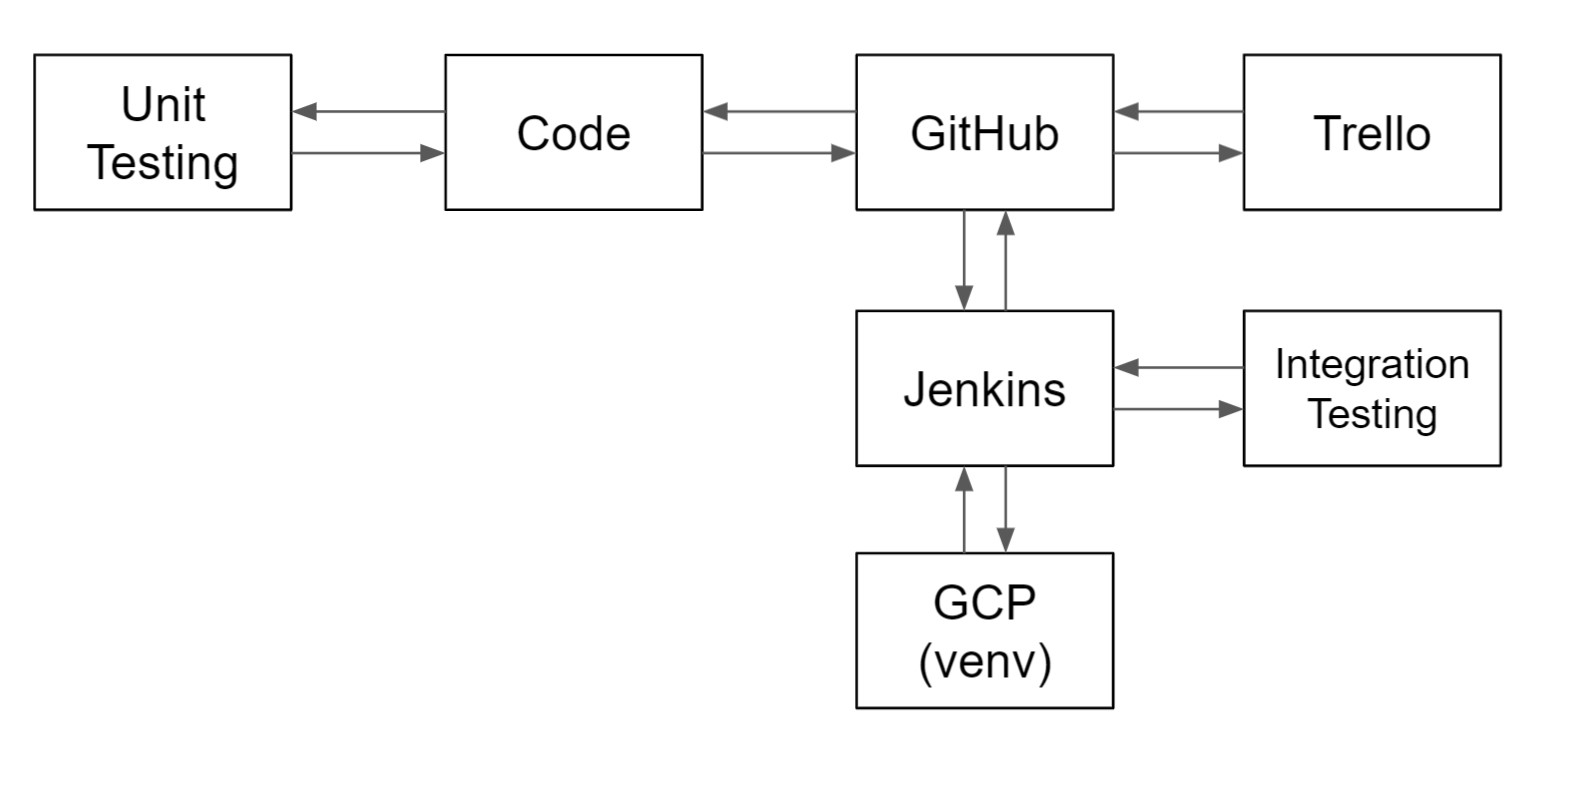 Unit
Testing
Code
GitHub
Trello
Jenkins
Integration
Testing
GCP
(venv)